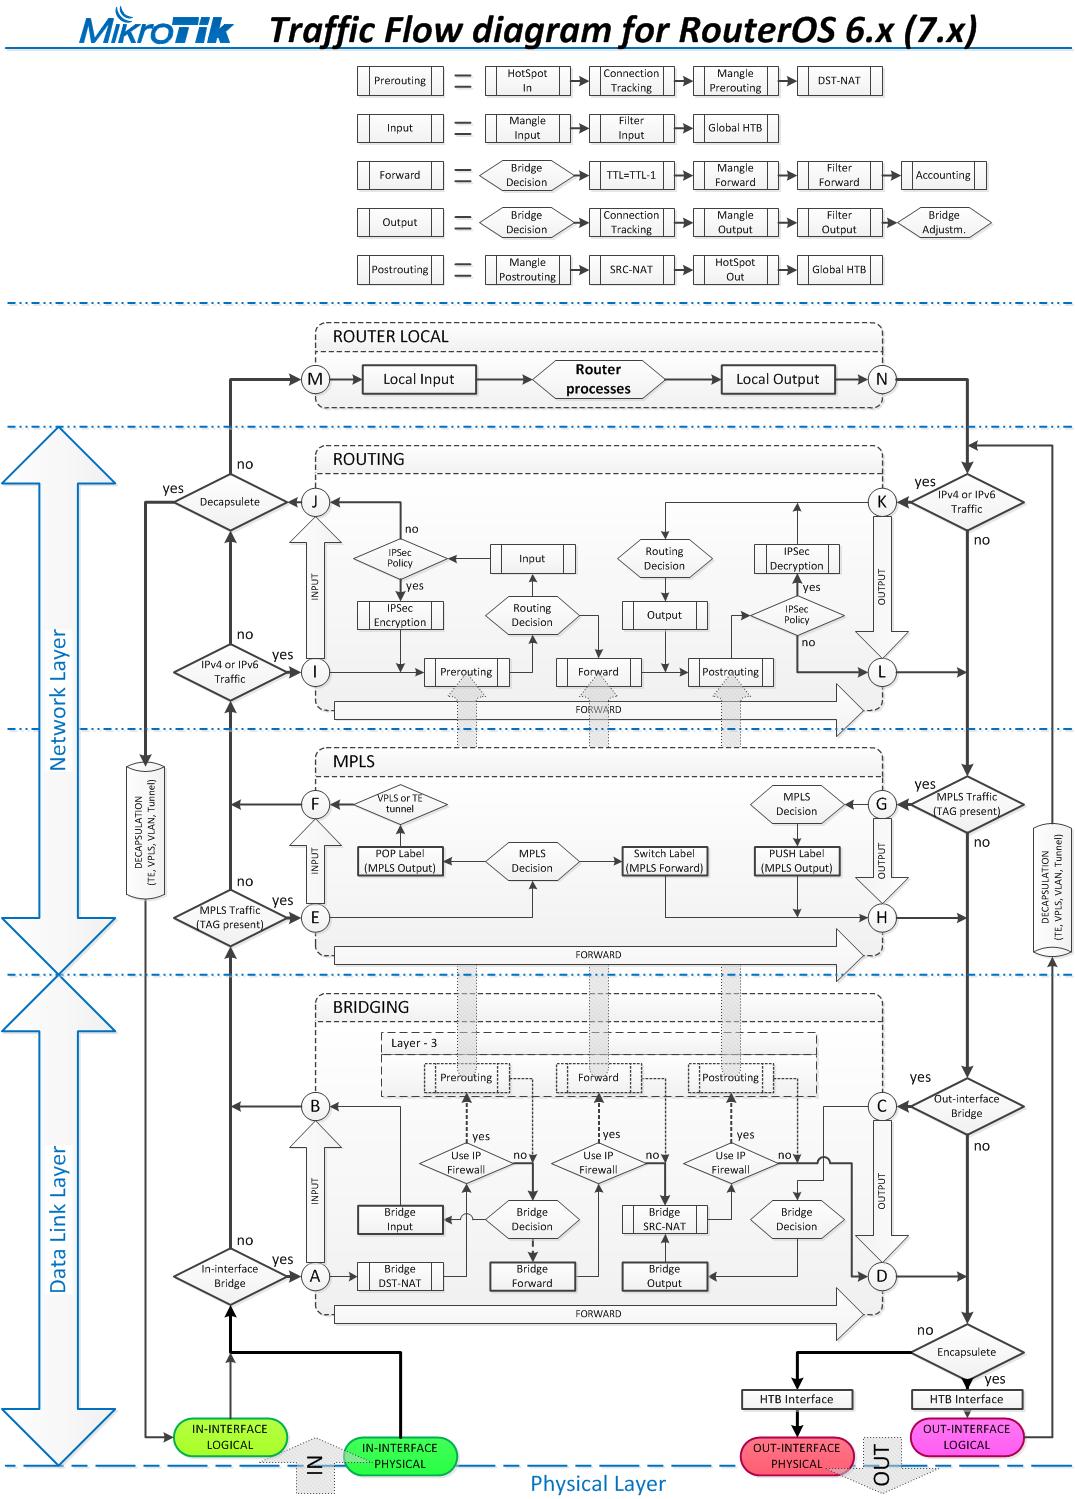 MikroTik
Traffic Flow diagram for RouterOS 6.x (7.x)
Prerouting
HotSpot
In
Connection
Tracking
Mangle
Prerouting
DST-NAT
Input
Mangle
Input
Filter
Input
Global HTB
Forward
Bridge
Decision
TTL=TTL-1
Mangle
Forward
Filter
Forward
Accounting
Output
Bridge
Decision
Connection
Tracking
Mangle
Output
Filter
Output
Bridge
Adjustm.
Postrouting
Mangle
Postrouting
SRC-NAT
HotSpot
Out
Global HTB
ROUTER LOCAL
M
Local Input
Router
processes
Local Output
N
ROUTING
no
yes
Decapsulete
J
no
IPSec
Policy
yes
Input
IPSec
Encryption
Routing
Decision
Routing
Decision
Output
IPSec
Decryption
yes
IPSec
Policy
no
K
yes
IPv4 or IPv6
Traffic
no
INPUT
OUTPUT
no
yes
IPv4 or IPv6
Traffic
I
Prerouting
Forward
Postrouting
L
FORWARD
Network Layer
MPLS
F
VPLS or TE
tunnel
MPLS
Decision
G
yes
MPLS Traffic
(TAG present)
no
DECAPSULATION
(TE, VPLS, VLAN, Tunnel)
INPUT
POP Label
(MPLS Output)
MPLS
Decision
Switch Label
(MPLS Forward)
PUSH Label
(MPLS Output)
OUTPUT
DECAPSULATION
(TE, VPLS, VLAN, Tunnel)
no
yes
MPLS Traffic
(TAG present)
E
H
FORWARD
BRIDGING
Layer - 3
Prerouting
Forward
Postrouting
B
C
yes
Out-interface
Bridge
no
yes
Use IP
Firewall
no
yes
Use IP
Firewall
no
yes
Use IP
Firewall
no
INPUT
OUTPUT
Bridge
Input
Bridge
Decision
Bridge
SRC-NAT
Bridge
Decision
Data Link Layer
no
yes
In-interface
Bridge
A
Bridge
DST-NAT
Bridge
Forward
Bridge
Output
D
FORWARD
no
Encapsulete
yes
HTB Interface
HTB Interface
IN-INTERFACE
LOGICAL
IN
IN-INTERFACE
PHYSICAL
OUT-INTERFACE
PHYSICAL
OUT
OUT-INTERFACE
LOGICAL
Physical Layer